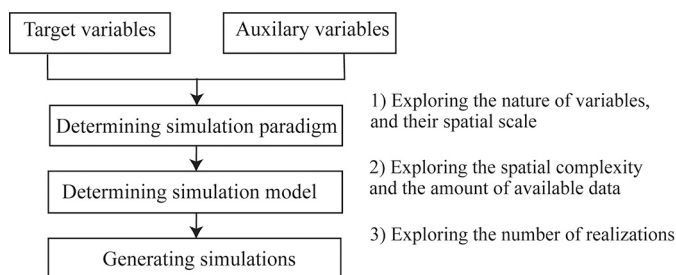 Target variables
Auxilary variables
Determining simulation paradigm
1) Exploring the nature of variables,
and their spatial scale
Determining simulation model
2) Exploring the spatial complexity
and the amount of available data
Generating simulations
3) Exploring the number of realizations